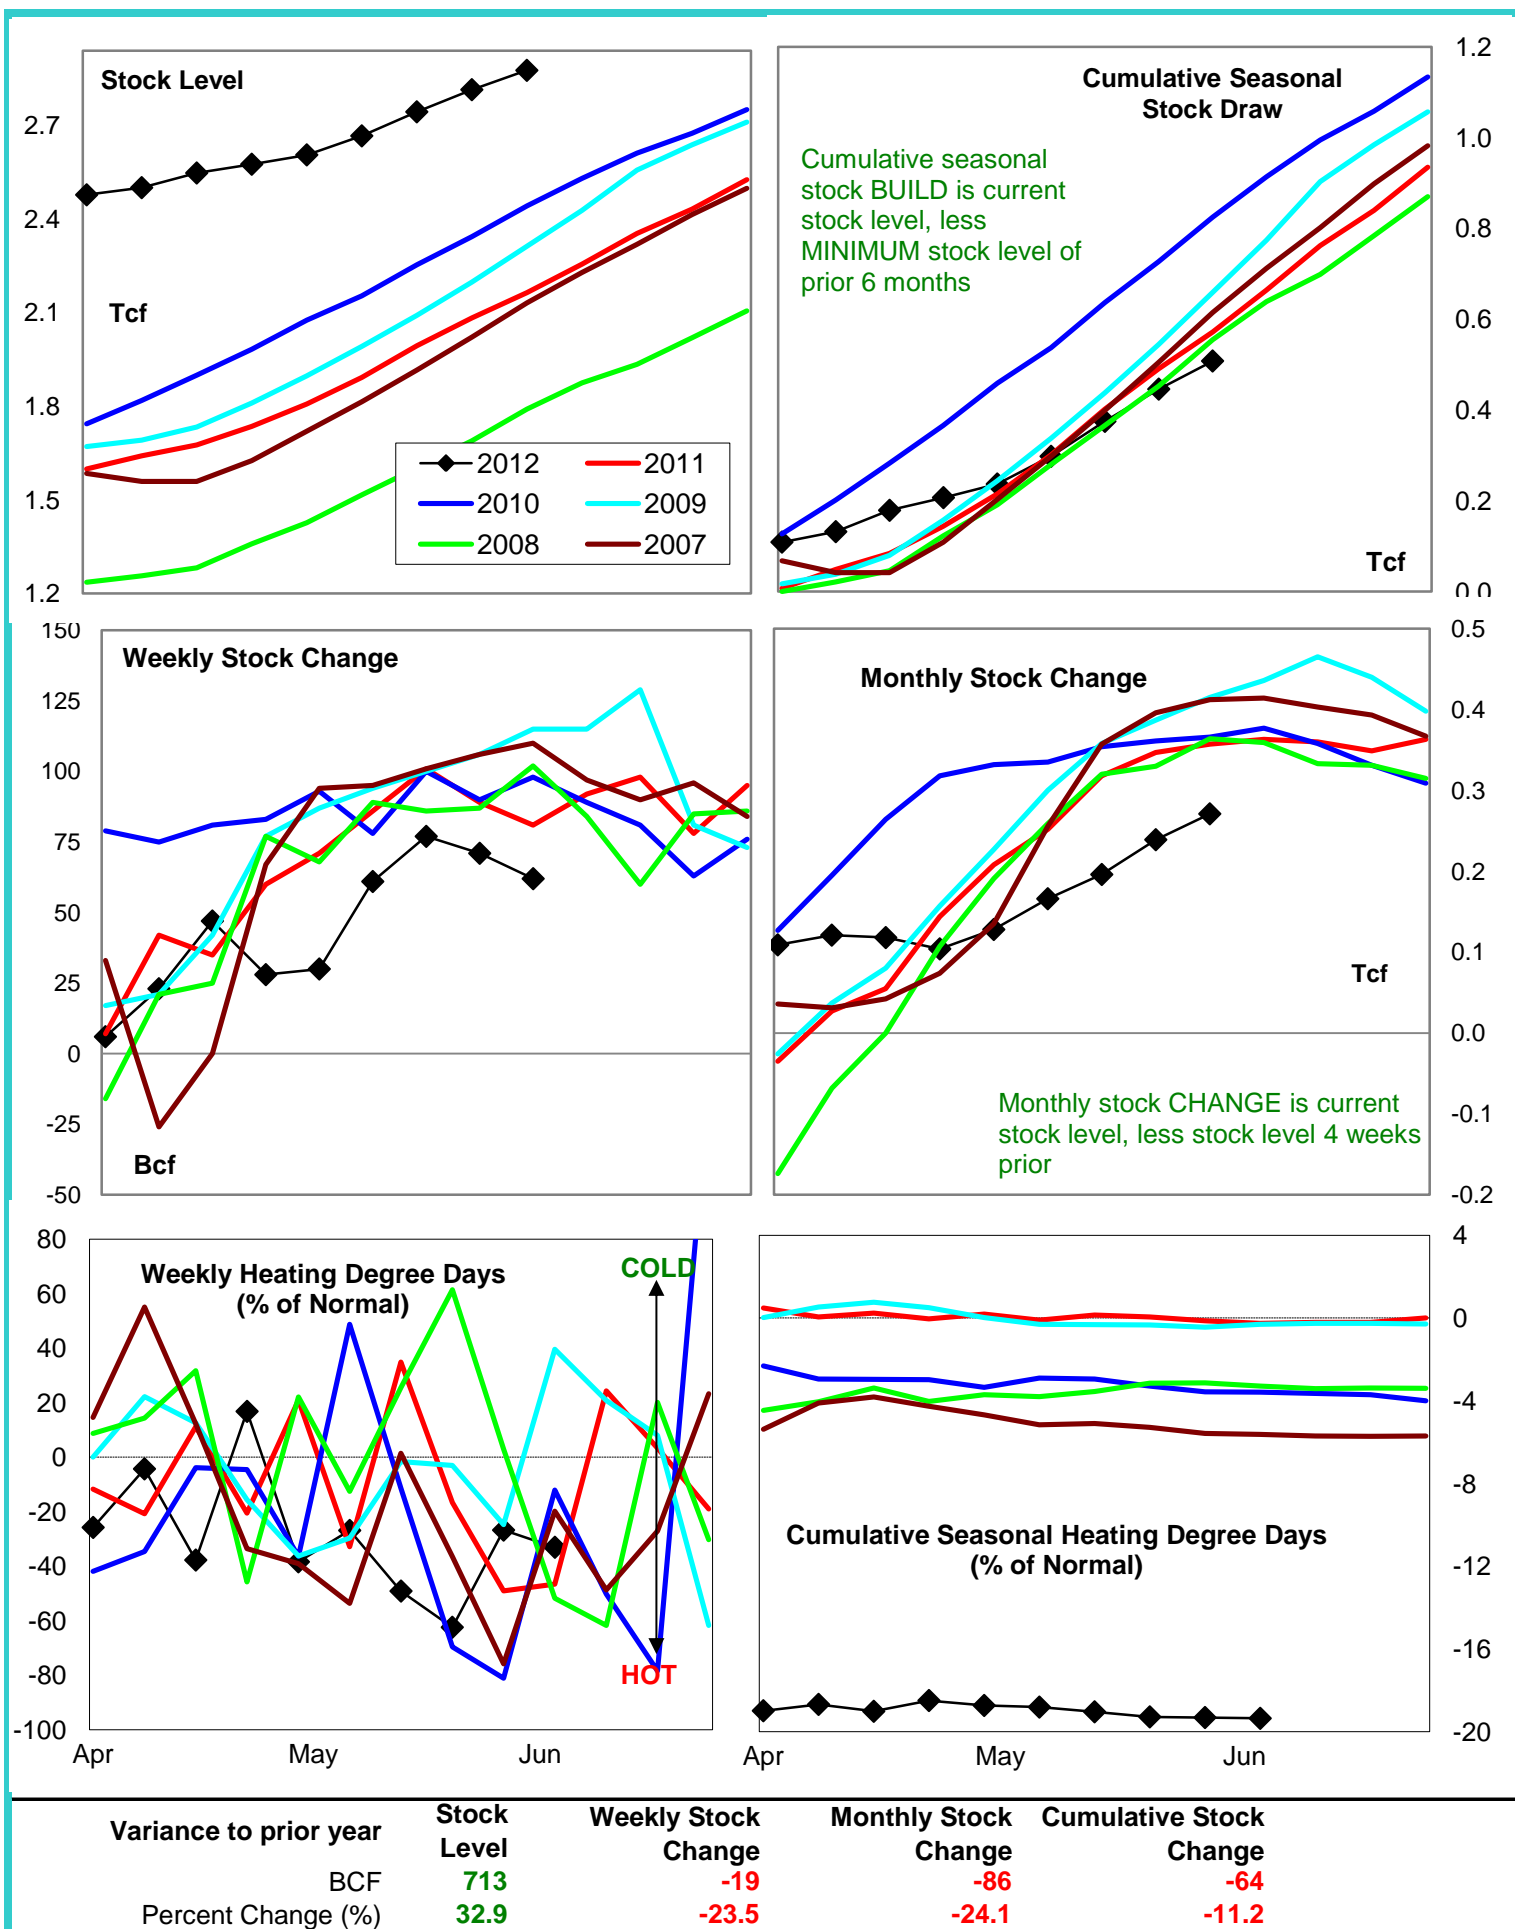 Stock Level
2.7
2.4
2.1
1.8
1.5
1.2
Tcf
2012
2011
2010
2009
2008
2007
Cumulative Seasonal
Stock Draw
Cumulative seasonal
stock BUILD is current
stock level, less
MINIMUM stock level of
prior 6 months
Tcf
1.2
1.0
0.8
0.6
0.4
0.2
0.0
Weekly Stock Change
150
125
100
75
50
25
0
-25
-50
Bcf
Monthly Stock Change
0.5
0.4
0.3
0.2
0.1
0.0
-0.1
-0.2
Tcf
Monthly stock CHANGE is current
stock level, less stock level 4 weeks
prior
Weekly Heating Degree Days
(% of Normal)
COLD
HOT
80
60
40
20
0
-20
-40
-60
-80
-100
Apr
May
Jun
Cumulative Seasonal Heating Degree Days
(% of Normal)
4
0
-4
-8
-12
-16
-20
Apr
May
Jun
Variance to prior year
Stock
Level
Weekly Stock
Change
Monthly Stock
Change
Cumulative Stock
Change
BCF 713 -19 -86 -64
Percent Change (%) 32.9 -23.5 -24.1 -11.2